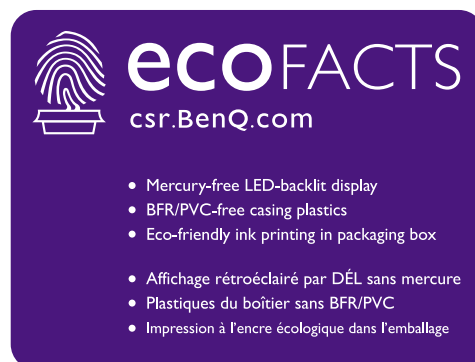 ecoFACTS
csr.BenQ.com
• Mercury-free LED-backlit display
• BFR/PVC-free casing plastics
• Eco-friendly ink printing in packaging box
• Affichage rétroéclairé par DÉL sans mercure
• Plastiques du boîtier sans BFR/PVC
• Impression à l'encre écologique dans l'emballage